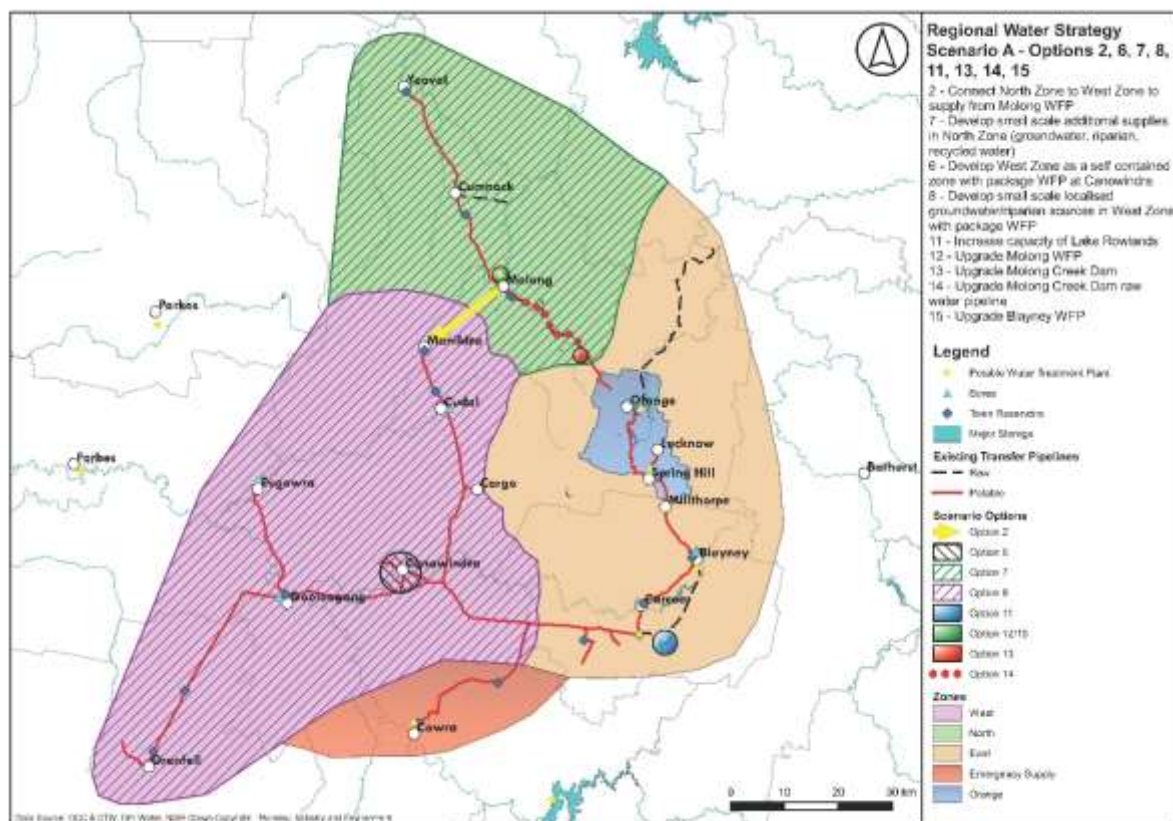 Regional Water Strategy
Scenario A - Options 2, 6, 7, 8,
11, 13, 14, 15
2 - Connect North Zone to West Zone to
supply from Molong WFP
7 - Develop small scale additional supplies
in North Zone (groundwater, riparian,
recycled water)
6 - Develop West Zone as a self contained
zone with package WFP at Canowindra
8 - Develop small scale localised
groundwater/riparian sources in West Zone
with package WFP
11 - Increase capacity of Lake Rowlands
12 - Upgrade Molong WFP
13 - Upgrade Molong Creek Dam
14 - Upgrade Molong Creek Dam raw
water pipeline
15 - Upgrade Blayney WFP
Legend
Potable Water Treatment Plant
Bores
Town Reservoirs
Major Storage
Existing Transfer Pipelines
Raw
Potable
Scenario Options
Option 2
Option 7
Option 8
Option 11
Option 12/15
Option 13
Option 14
Zones
West
North
East
Emergency Supply
Orange
Yeoval
Cumnock
Molong
Parkes
Manildra
Cudal
Orange
Lucknow
Forbes
Spring Hill
Bathurst
Eugowra
Cargo
Millthorpe
Blayney
Canowindra
Gooloogong
Carcoar
Cowra
Grenfell
0
10
20
30 km